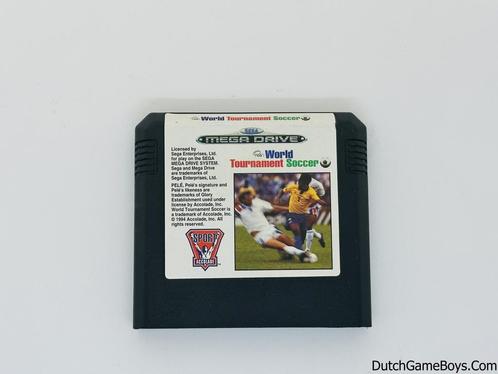 Pelé! World Tournament Soccer
SEGA
MEGA DRIVE
Licensed by
Sega Enterprises, Ltd.
for play on the SEGA
MEGA DRIVE SYSTEM.
Sega and Mega Drive
are trademarks of
Sega Enterprises, Ltd.
PELÉ, Pelé's signature and
Pelé's likeness are
trademarks of Glory
Establishment used under
license by Accolade, Inc.
World Tournament Soccer is
a trademark of Accolade, Inc.
© 1994 Accolade, Inc. All
rights reserved.
Pelé! World
Tournament Soccer
SPORT
ACCOLADE
DutchGameBoys.Com